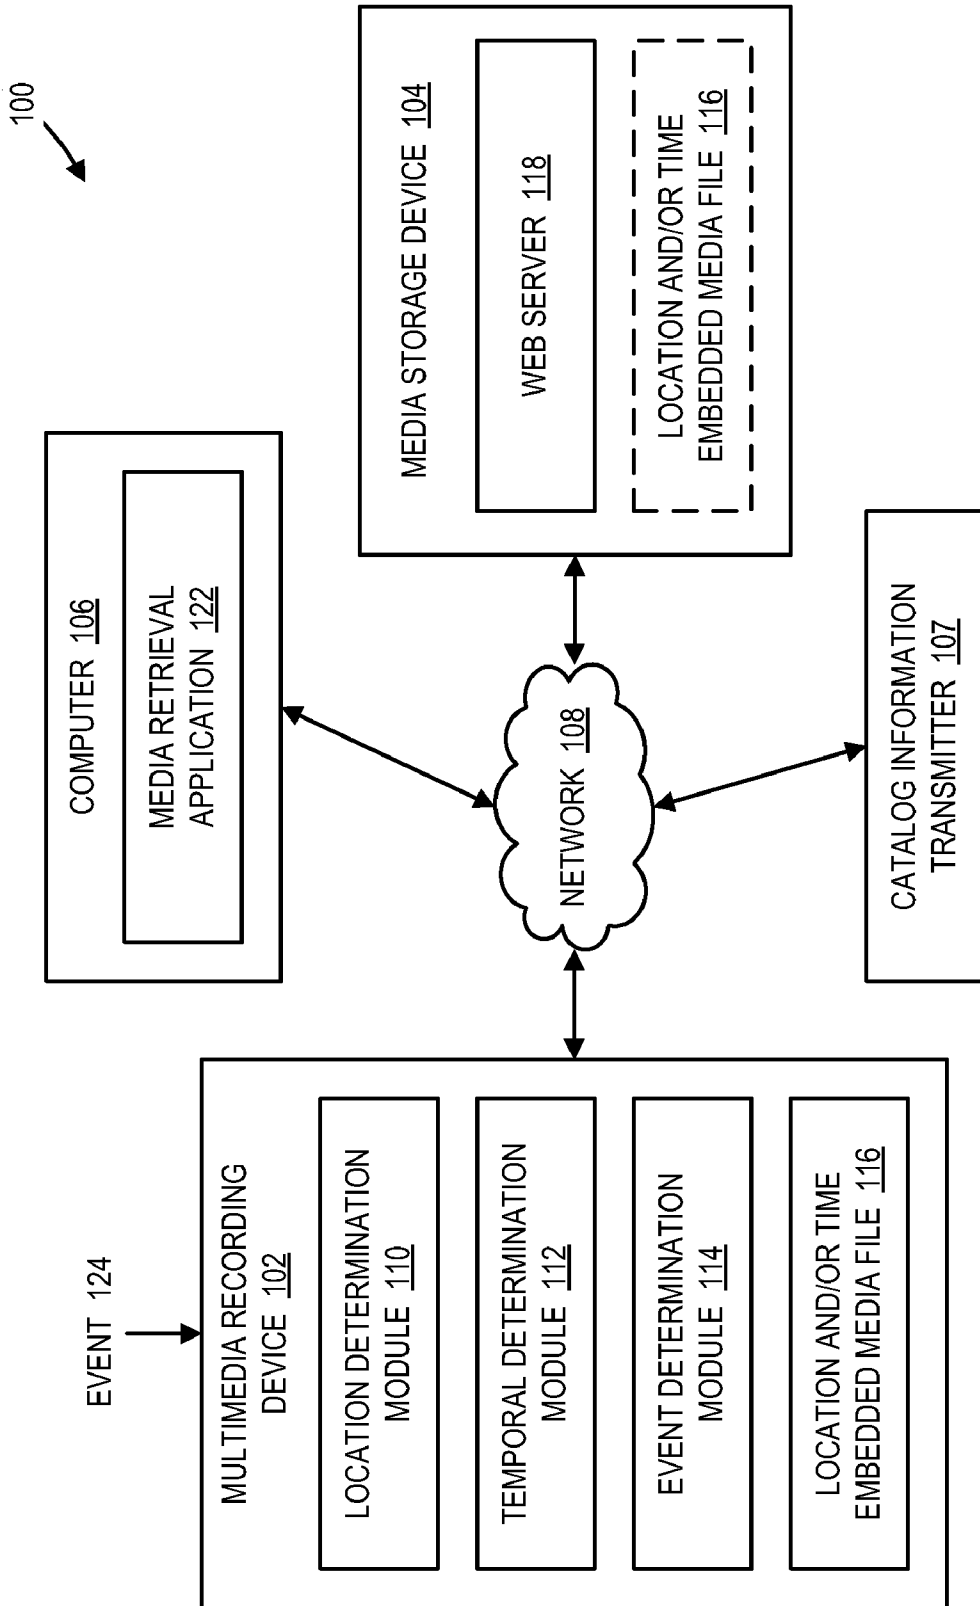 100
EVENT 124
MULTIMEDIA RECORDING
DEVICE 102
LOCATION DETERMINATION
MODULE 110
TEMPORAL DETERMINATION
MODULE 112
EVENT DETERMINATION
MODULE 114
LOCATION AND/OR TIME
EMBEDDED MEDIA FILE 116
COMPUTER 106
MEDIA RETRIEVAL
APPLICATION 122
NETWORK 108
CATALOG INFORMATION
TRANSMITTER 107
MEDIA STORAGE DEVICE 104
WEB SERVER 118
LOCATION AND/OR TIME
EMBEDDED MEDIA FILE 116